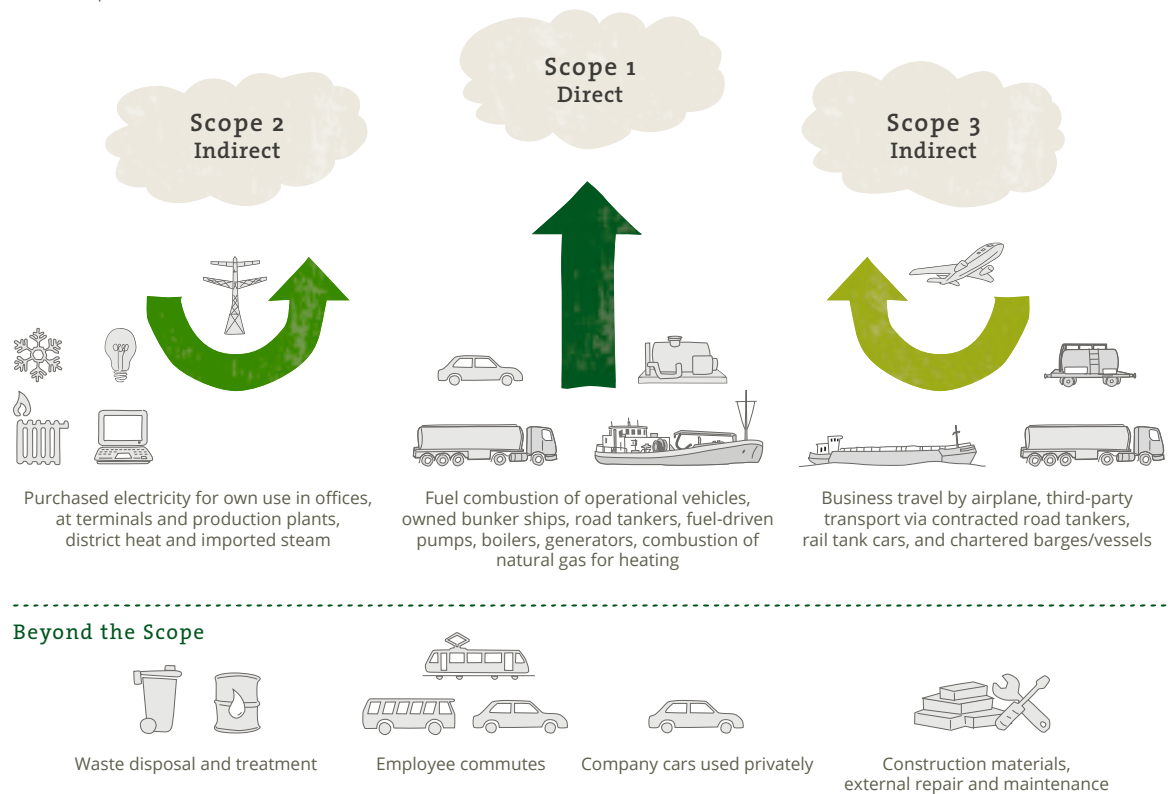 Scope 1
Direct
Scope 2
Indirect
Scope 3
Indirect
Purchased electricity for own use in offices,
at terminals and production plants,
district heat and imported steam
Fuel combustion of operational vehicles,
owned bunker ships, road tankers, fuel-driven
pumps, boilers, generators, combustion of
natural gas for heating
Business travel by airplane, third-party
transport via contracted road tankers,
rail tank cars, and chartered barges/vessels
Beyond the Scope
Waste disposal and treatment
Employee commutes
Company cars used privately
Construction materials,
external repair and maintenance